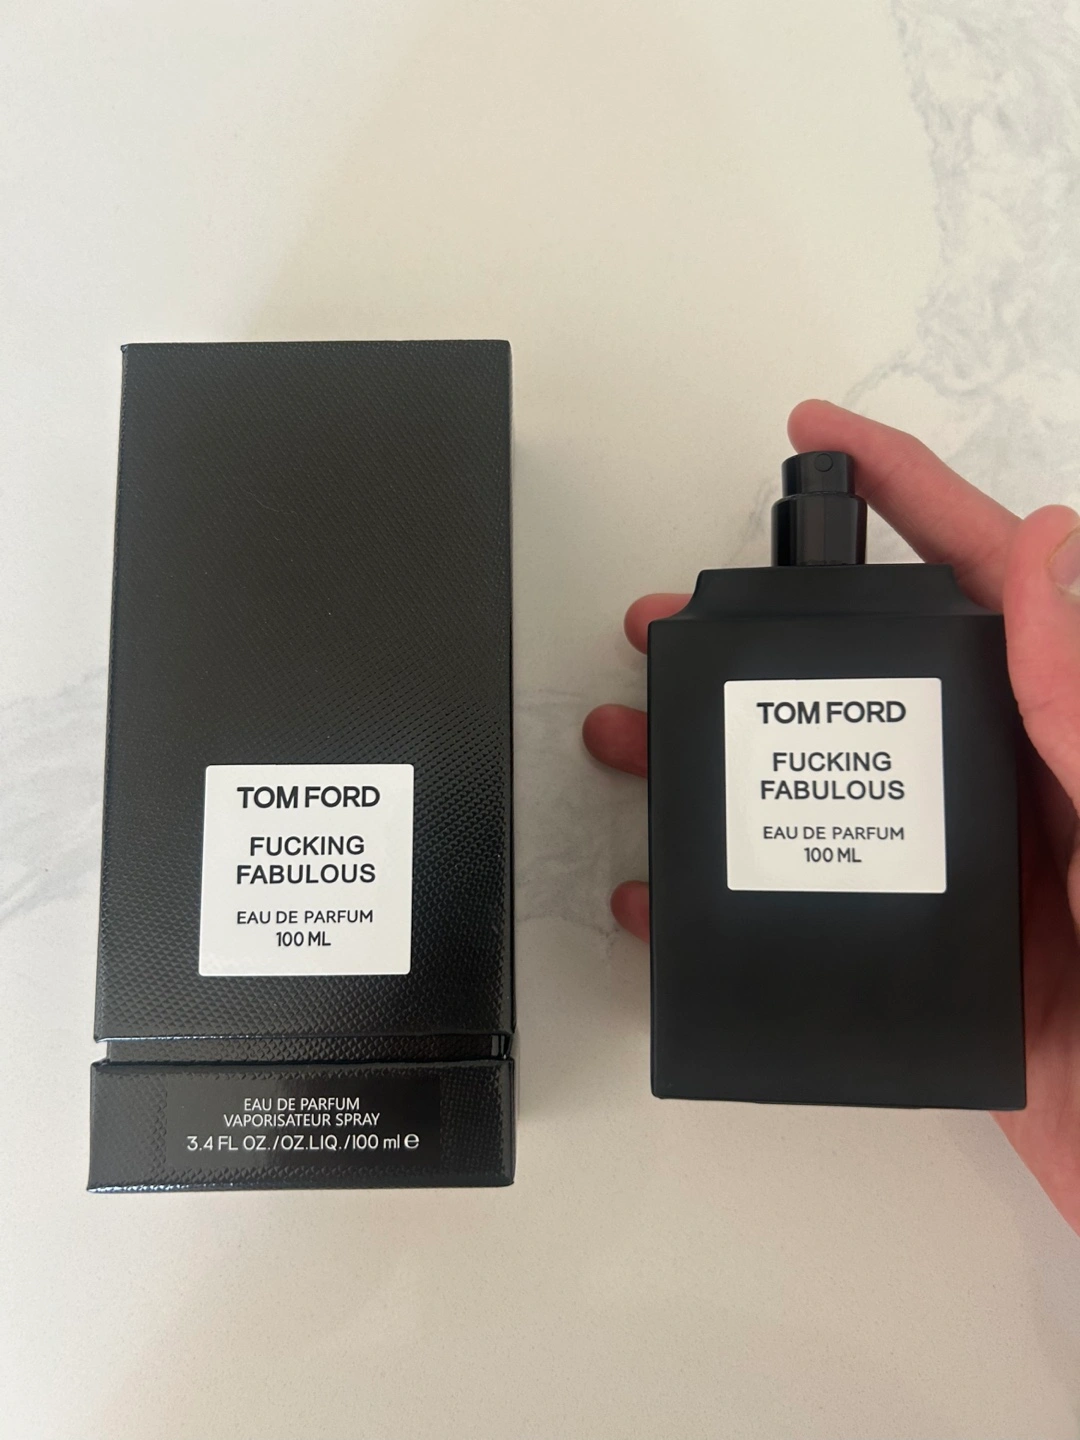 TOM FORD
FUCKING
FABULOUS
EAU DE PARFUM
100 ML
EAU DE PARFUM
VAPORISATEUR SPRAY
3.4 FL OZ./OZ.LIQ./100 ml ℮
TOM FORD
FUCKING
FABULOUS
EAU DE PARFUM
100 ML